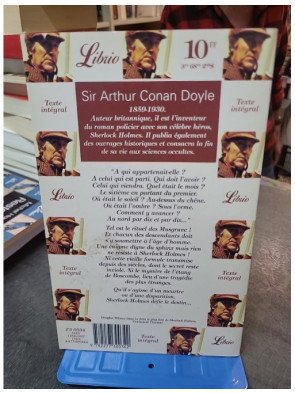 Librio
10FF
Texte intégral
Texte intégral
Sir Arthur Conan Doyle
1859-1930.
Auteur britannique, il est l'inventeur
du roman policier avec son célèbre héros,
Sherlock Holmes. Il publia également
des ouvrages historiques et consacra la fin
de sa vie aux sciences occultes.
"A qui appartenait-elle ?
A celui qui est parti. Qui doit l'avoir ?
Celui qui viendra. Quel était le mois ?
Le sixième en partant du premier.
Où était le soleil ? Au-dessus du chêne.
Où était l'ombre ? Sous l'orme.
Comment y avancer ?
Au nord par dix et par dix..."
Librio
Librio
Tel est le rituel des Musgrave !
Et chacun des descendants doit
s'y soumettre à l'âge d'homme.
Une énigme digne du sphinx mais rien
ne résiste à Sherlock Holmes !
Ni cette vieille formule transmise
depuis des siècles, dont le secret reste
inviolé. Ni le mystère de l'étang
de Boscombe, lieu d'une tragédie
des plus étranges.
Texte intégral
Texte intégral
Qu'il s'agisse d'un meurtre
ou d'une disparition,
Sherlock Holmes défie le destin...
Librio